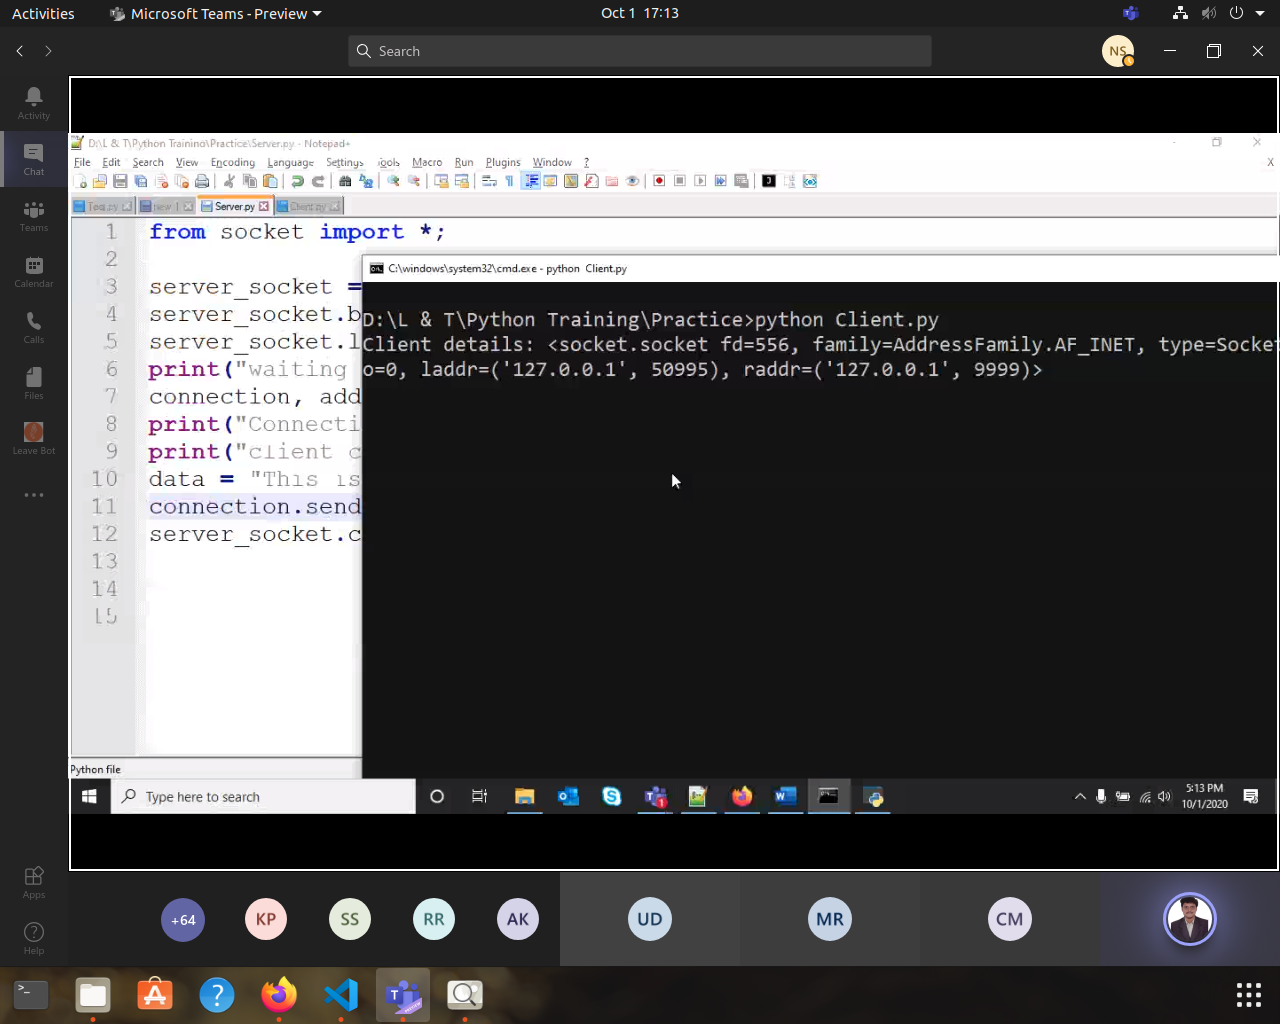 Activities
Microsoft Teams - Preview
Oct 1 17:13
Search
NS
Activity
Chat
Teams
Calendar
Calls
Files
Leave Bot
Apps
Help
D:\L & T\Python Training\Practice\Server.py - Notepad+
File Edit Search View Encoding Language Settings Tools Macro Run Plugins Window ? X
new 1 Server.py Client.py
1 from socket import *;
2
3 server_socket =
4 server_socket.b
5 server_socket.l
6 print("waiting
7 connection, add
8 print("Connecti
9 print("client c
10 data = "This is
11 connection.send
12 server_socket.c
13
14
15
C:\windows\system32\cmd.exe - python Client.py
D:\L & T\Python Training\Practice>python Client.py
Client details: <socket.socket fd=556, family=AddressFamily.AF_INET, type=Socket
o=0, laddr=('127.0.0.1', 50995), raddr=('127.0.0.1', 9999)>
Python file
Type here to search
5:13 PM
10/1/2020
+64 KP SS RR AK UD MR CM